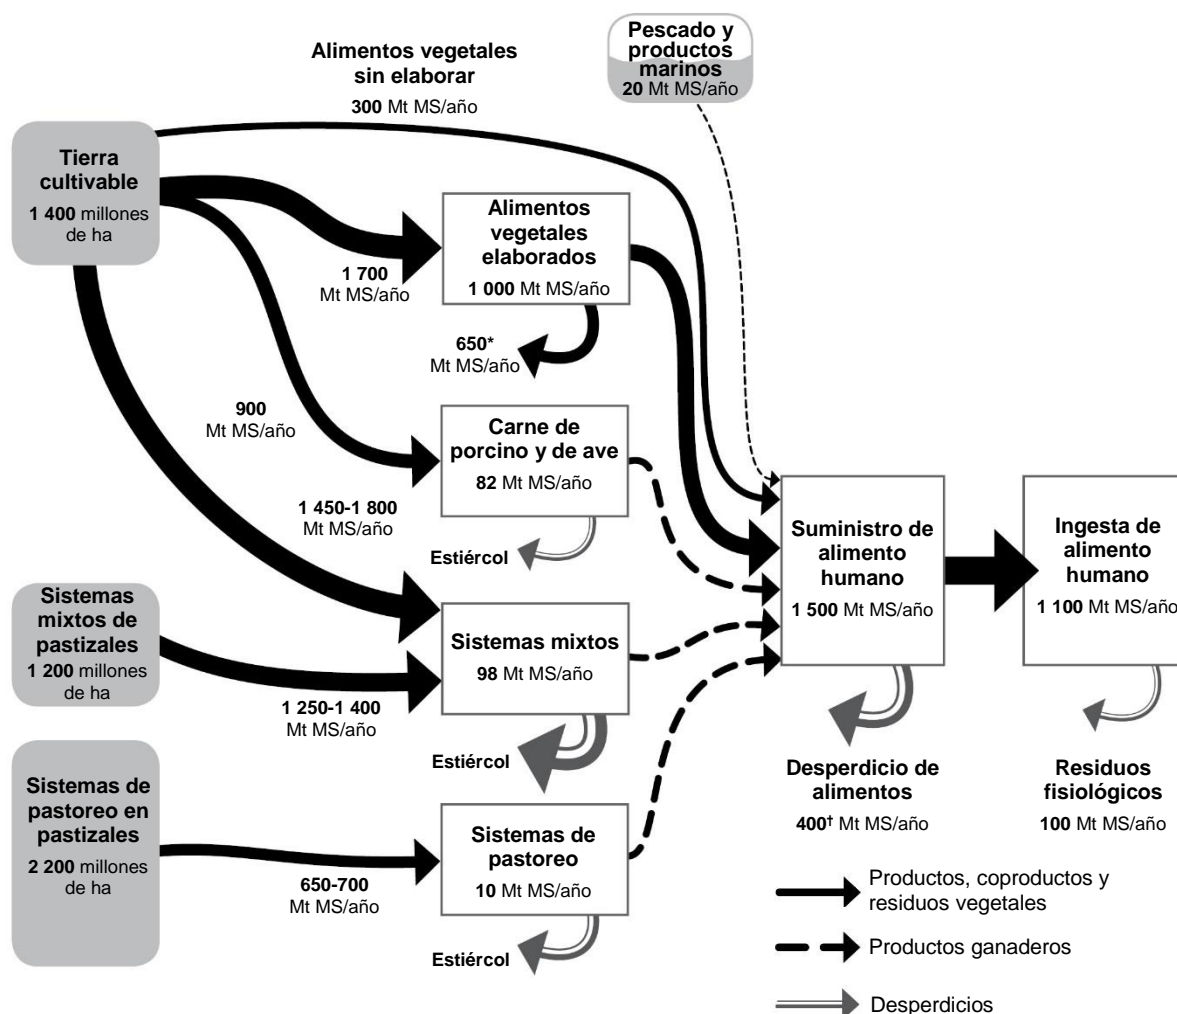 Alimentos vegetales
sin elaborar
300 Mt MS/año
Pescado y
productos
marinos
20 Mt MS/año
Tierra
cultivable
1 400 millones
de ha
1 700
Mt MS/año
Alimentos
vegetales
elaborados
1 000 Mt MS/año
650*
Mt MS/año
900
Mt MS/año
Carne de
porcino y de ave
82 Mt MS/año
Estiércol
1 450-1 800
Mt MS/año
Sistemas
mixtos de
pastizales
1 200 millones
de ha
1 250-1 400
Mt MS/año
Sistemas mixtos
98 Mt MS/año
Estiércol
Sistemas de
pastoreo en
pastizales
2 200 millones
de ha
650-700
Mt MS/año
Sistemas de
pastoreo
10 Mt MS/año
Estiércol
Suministro de
alimento
humano
1 500 Mt MS/año
Ingesta de
alimento
humano
1 100 Mt MS/año
Desperdicio de
alimentos
400† Mt MS/año
Residuos
fisiológicos
100 Mt MS/año
Productos, coproductos y
residuos vegetales
Productos ganaderos
Desperdicios